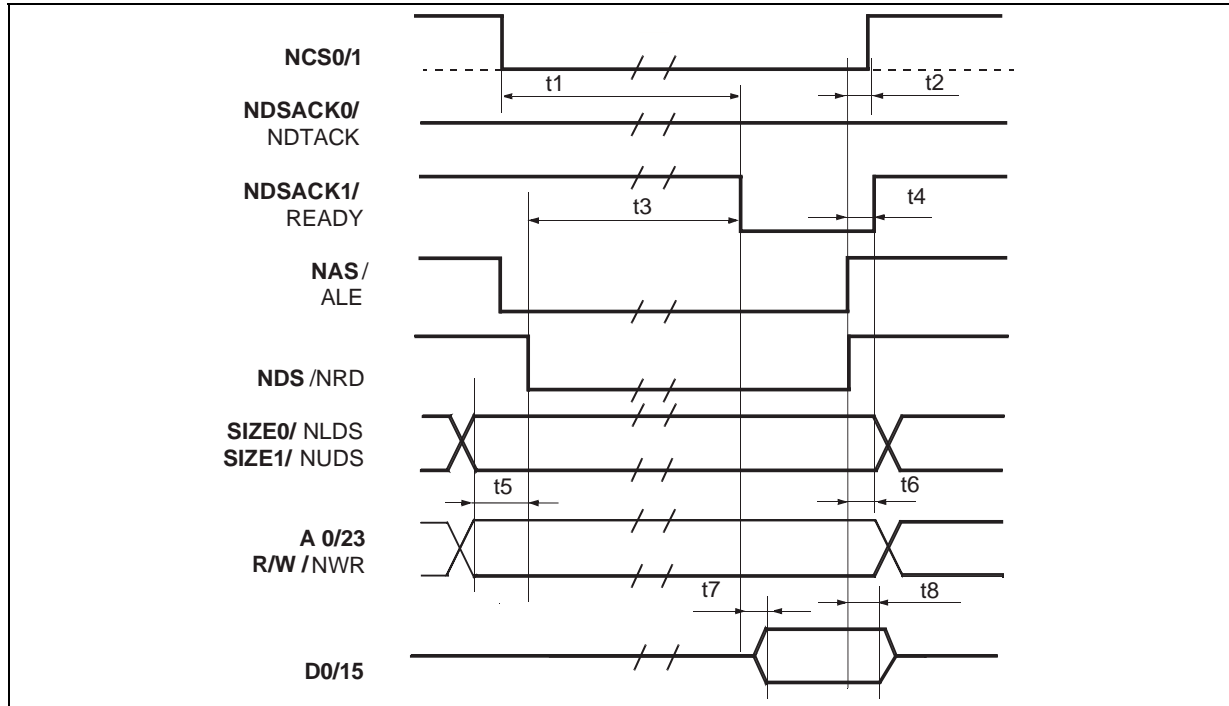 NCS0/1
t1
t2
NDSACK0/
NDTACK
NDSACK1/
READY
t3
t4
NAS/
ALE
NDS /NRD
SIZE0/ NLDS
SIZE1/ NUDS
t5
t6
A 0/23
R/W /NWR
t7
t8
D0/15